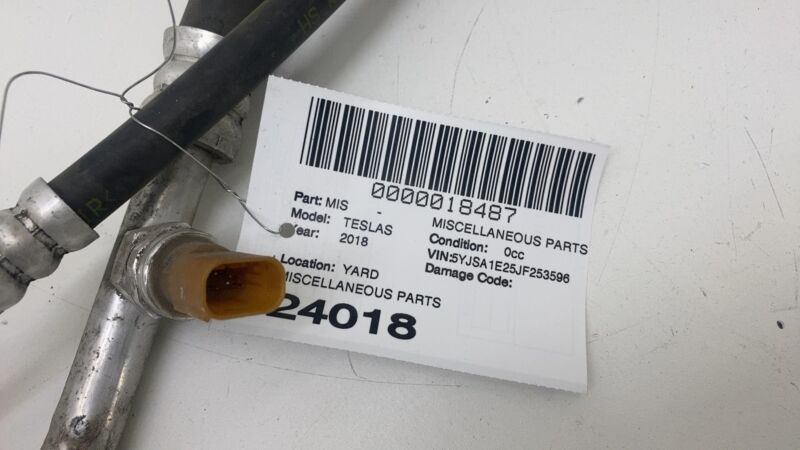 0000018487
Part: MIS -
MISCELLANEOUS PARTS
Model: TESLAS
Condition: 0cc
Year: 2018
VIN:5YJSA1E25JF253596
Damage Code:
Location: YARD
MISCELLANEOUS PARTS
24018